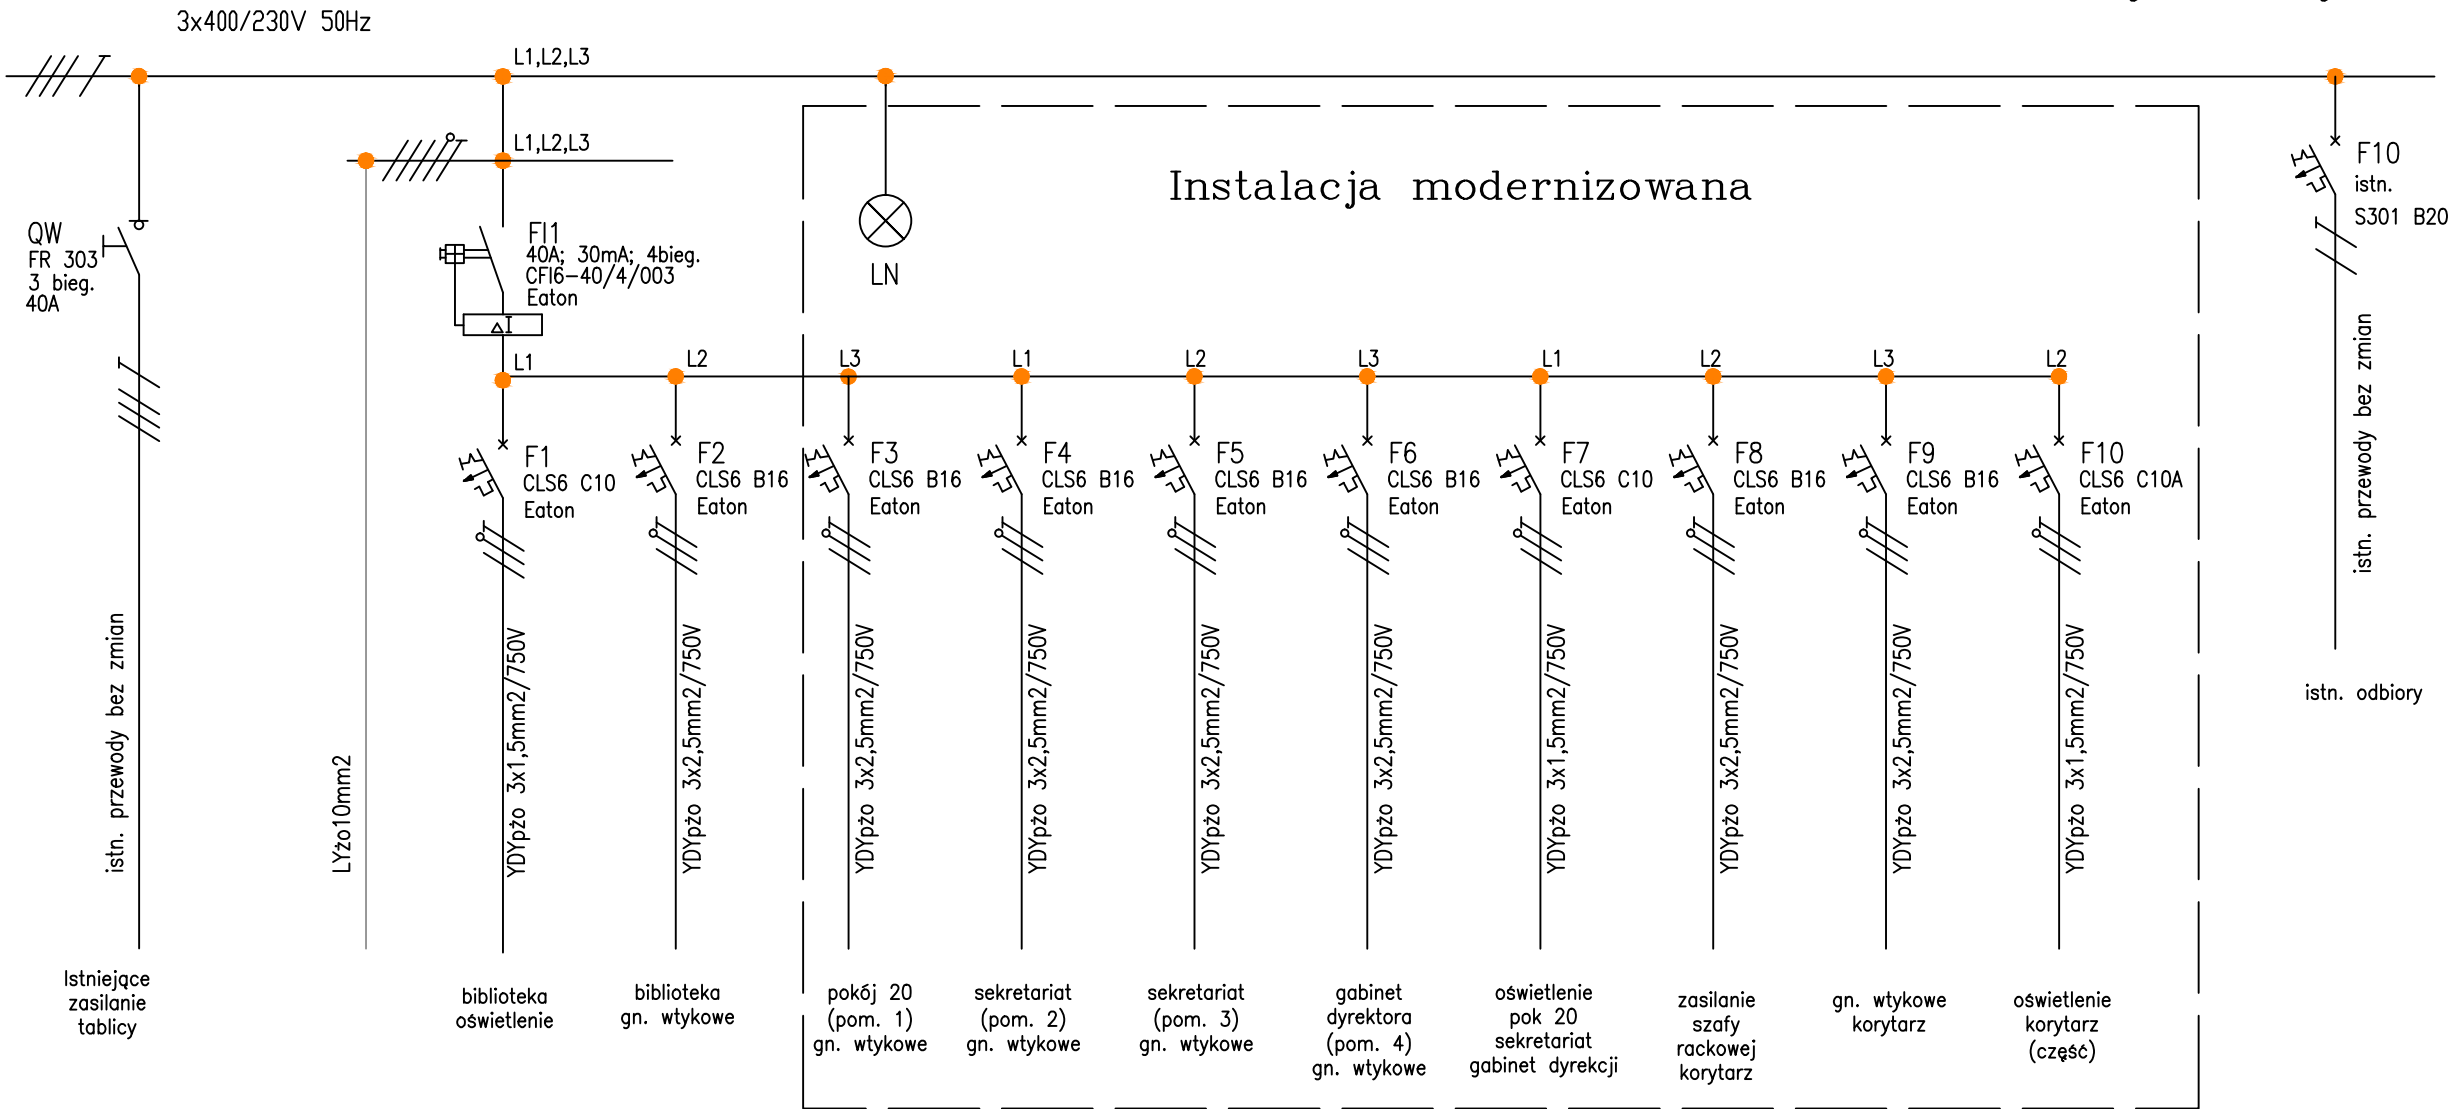 3x400/230V 50Hz
L1,L2,L3
L1,L2,L3
Instalacja modernizowana
QW
FR 303
3 bieg.
40A
FI1
40A; 30mA; 4bieg.
CFI6-40/4/003
Eaton
LN
F10
istn.
S301 B20
L1
L2
L3
L1
L2
L3
L1
L2
L3
L2
F1
CLS6 C10
Eaton
F2
CLS6 B16
Eaton
F3
CLS6 B16
Eaton
F4
CLS6 B16
Eaton
F5
CLS6 B16
Eaton
F6
CLS6 B16
Eaton
F7
CLS6 C10
Eaton
F8
CLS6 B16
Eaton
F9
CLS6 B16
Eaton
F10
CLS6 C10A
Eaton
istn. przewody bez zmian
LYżo10mm2
YDYpżo 3x1,5mm2/750V
YDYpżo 3x2,5mm2/750V
YDYpżo 3x2,5mm2/750V
YDYpżo 3x2,5mm2/750V
YDYpżo 3x2,5mm2/750V
YDYpżo 3x2,5mm2/750V
YDYpżo 3x1,5mm2/750V
YDYpżo 3x2,5mm2/750V
YDYpżo 3x2,5mm2/750V
YDYpżo 3x1,5mm2/750V
istn. przewody bez zmian
istn. odbiory
Istniejące
zasilanie
tablicy
biblioteka
oświetlenie
biblioteka
gn. wtykowe
pokój 20
(pom. 1)
gn. wtykowe
sekretariat
(pom. 2)
gn. wtykowe
sekretariat
(pom. 3)
gn. wtykowe
gabinet
dyrektora
(pom. 4)
gn. wtykowe
oświetlenie
pok 20
sekretariat
gabinet dyrekcji
zasilanie
szafy
rackowej
korytarz
gn. wtykowe
korytarz
oświetlenie
korytarz
(część)